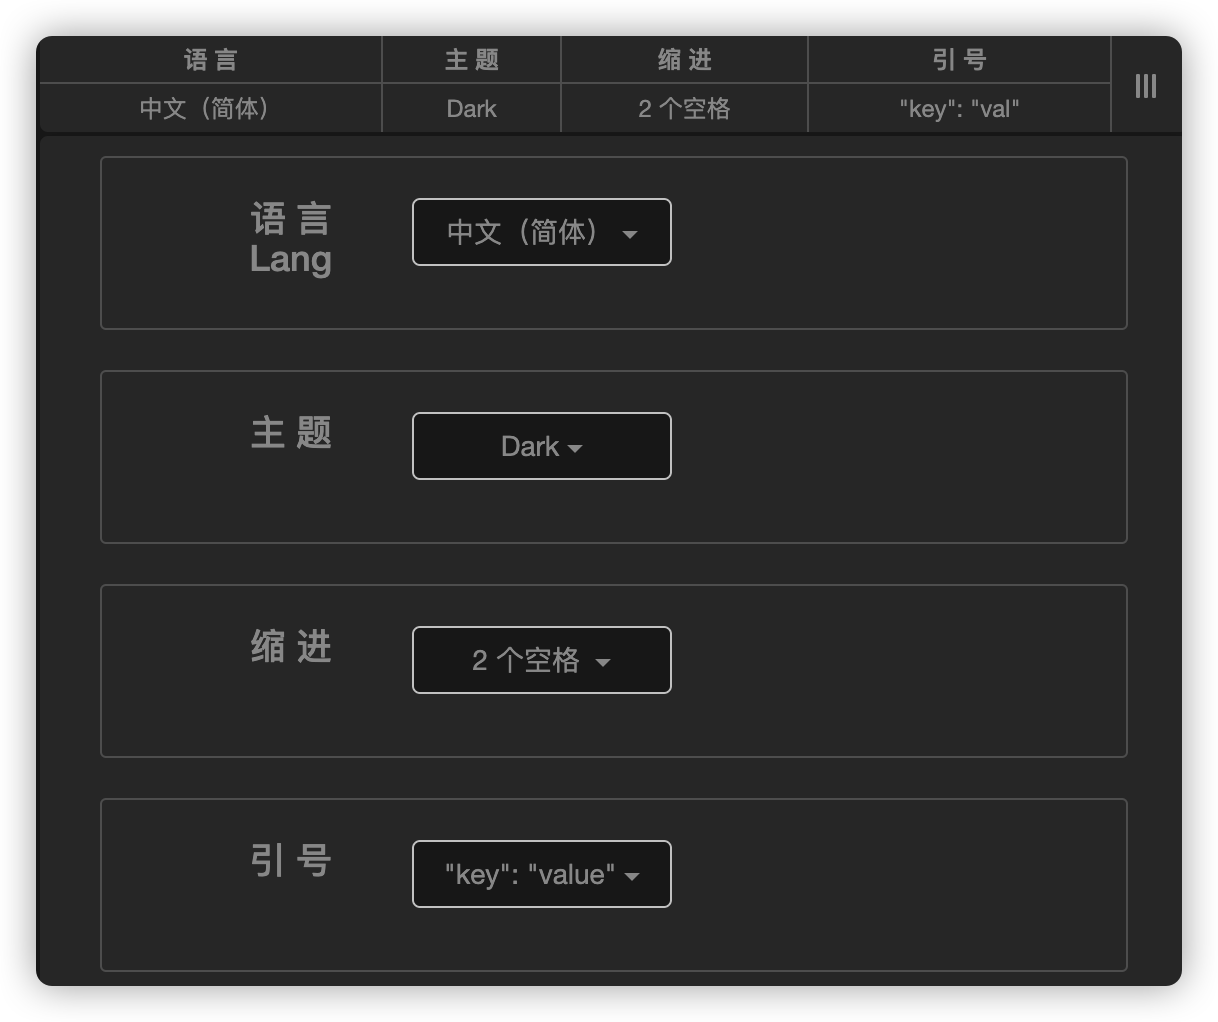 语 言
主 题
缩 进
引 号
中文（简体）
Dark
2 个空格
"key": "val"
语 言
Lang
中文（简体）
主 题
Dark
缩 进
2 个空格
引 号
"key": "value"